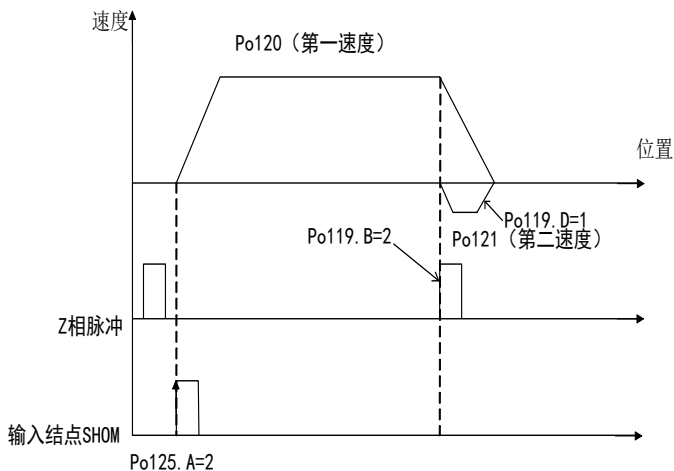 速度
Po120（第一速度）
位置
Po119.D=1
Po119.B=2
Po121（第二速度）
Z相脉冲
输入结点SHOM
Po125.A=2